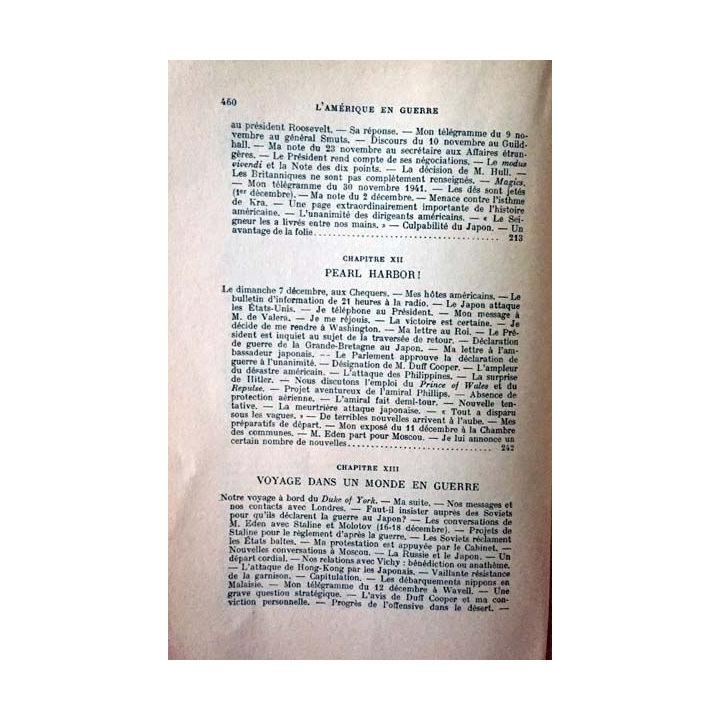 460
L'AMÉRIQUE EN GUERRE
au président Roosevelt. — Sa réponse. — Mon télégramme du 9 no-
vembre au général Smuts. — Discours du 10 novembre au Guild-
hall. — Ma note du 23 novembre au secrétaire aux Affaires étran-
gères. — Le Président rend compte de ses négociations. — Le modus
vivendi et la Note des dix points. — La décision de M. Hull. —
Les Britanniques ne sont pas complètement renseignés. — Magics.
— Mon télégramme du 30 novembre 1941. — Les dés sont jetés
(1er décembre). — Ma note du 2 décembre. — Menace contre l'isthme
de Kra. — Une page extraordinairement importante de l'histoire
américaine. — L'unanimité des dirigeants américains. — « Le Sei-
gneur les a livrés entre nos mains. » — Culpabilité du Japon. — Un
avantage de la folie 213
CHAPITRE XII
PEARL HARBOR!
Le dimanche 7 décembre, aux Chequers. — Mes hôtes américains. — Le
bulletin d'information de 21 heures à la radio. — Le Japon attaque
les États-Unis. — Je téléphone au Président. — Mon message à
M. de Valera. — Je me réjouis. — La victoire est certaine. — Je
décide de me rendre à Washington. — Ma lettre au Roi. — Le Pré-
sident est inquiet au sujet de la traversée de retour. — Déclaration
de guerre de la Grande-Bretagne au Japon. — Ma lettre à l'am-
bassadeur japonais. — Le Parlement approuve la déclaration de
guerre à l'unanimité. — Désignation de M. Duff Cooper. — L'ampleur
du désastre américain. — L'attaque des Philippines. — La surprise
de Hitler. — Nous discutons l'emploi du Prince of Wales et du
Repulse. — Projet aventureux de l'amiral Phillips. — Absence de
protection aérienne. — L'amiral fait demi-tour. — Nouvelle ten-
tative. — La meurtrière attaque japonaise. — « Tout a disparu
sous les vagues. » — De terribles nouvelles arrivent à l'aube. — Mes
préparatifs de départ. — Mon exposé du 11 décembre à la Chambre
des communes. — M. Eden part pour Moscou. — Je lui annonce un
certain nombre de nouvelles 242
CHAPITRE XIII
VOYAGE DANS UN MONDE EN GUERRE
Notre voyage à bord du Duke of York. — Ma suite. — Nos messages et
nos contacts avec Londres. — Faut-il insister auprès des Soviets
pour qu'ils déclarent la guerre au Japon? — Les conversations de
M. Eden avec Staline et Molotov (16-18 décembre). — Projets de
Staline pour le règlement d'après la guerre. — Les Soviets réclament
les États baltes. — Ma protestation est appuyée par le Cabinet. —
Nouvelles conversations à Moscou. — La Russie et le Japon. — Un
départ cordial. — Nos relations avec Vichy : bénédiction ou anathème.
— L'attaque de Hong-Kong par les Japonais. — Vaillante résistance
de la garnison. — Capitulation. — Les débarquements nippons en
Malaisie. — Mon télégramme du 12 décembre à Wavell. — Une
grave question stratégique. — L'avis de Duff Cooper et ma con-
viction personnelle. — Progrès de l'offensive dans le désert. —